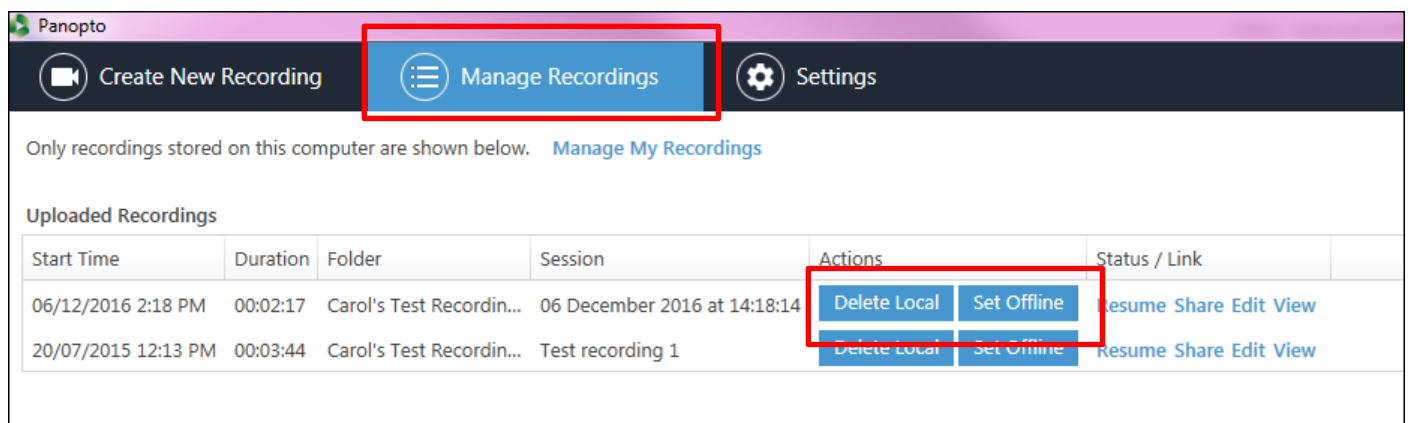 Panopto
Create New Recording Manage Recordings Settings
Only recordings stored on this computer are shown below. Manage My Recordings
Uploaded Recordings
Start Time Duration Folder Session Actions Status / Link
06/12/2016 2:18 PM 00:02:17 Carol's Test Recordin... 06 December 2016 at 14:18:14 Delete Local Set Offline Resume Share Edit View
20/07/2015 12:13 PM 00:03:44 Carol's Test Recordin... Test recording 1 Delete Local Set Offline Resume Share Edit View